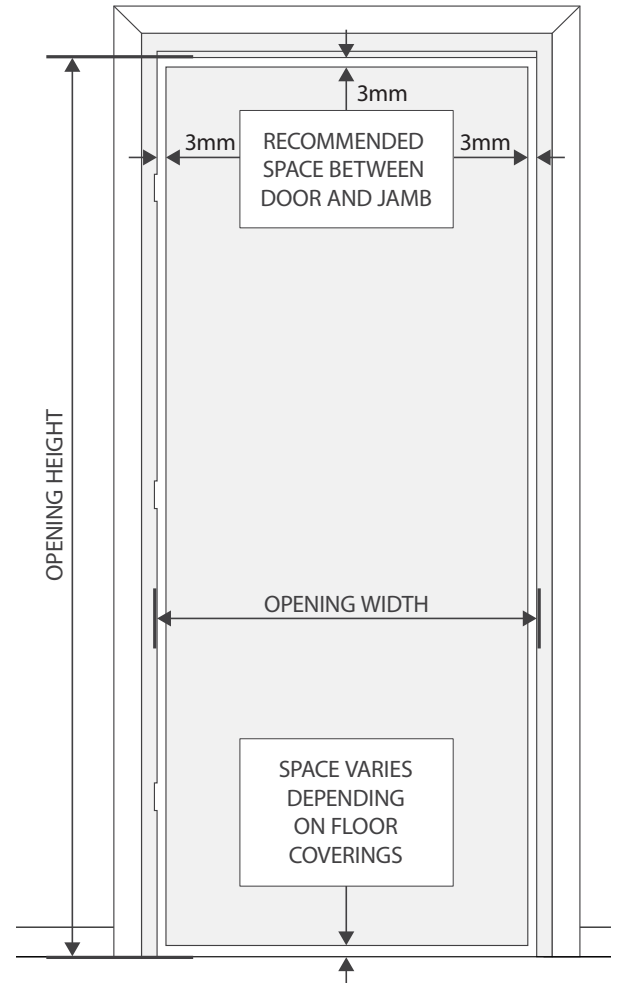 3mm
3mm
RECOMMENDED
SPACE BETWEEN
DOOR AND JAMB
3mm
OPENING HEIGHT
OPENING WIDTH
SPACE VARIES
DEPENDING
ON FLOOR
COVERINGS